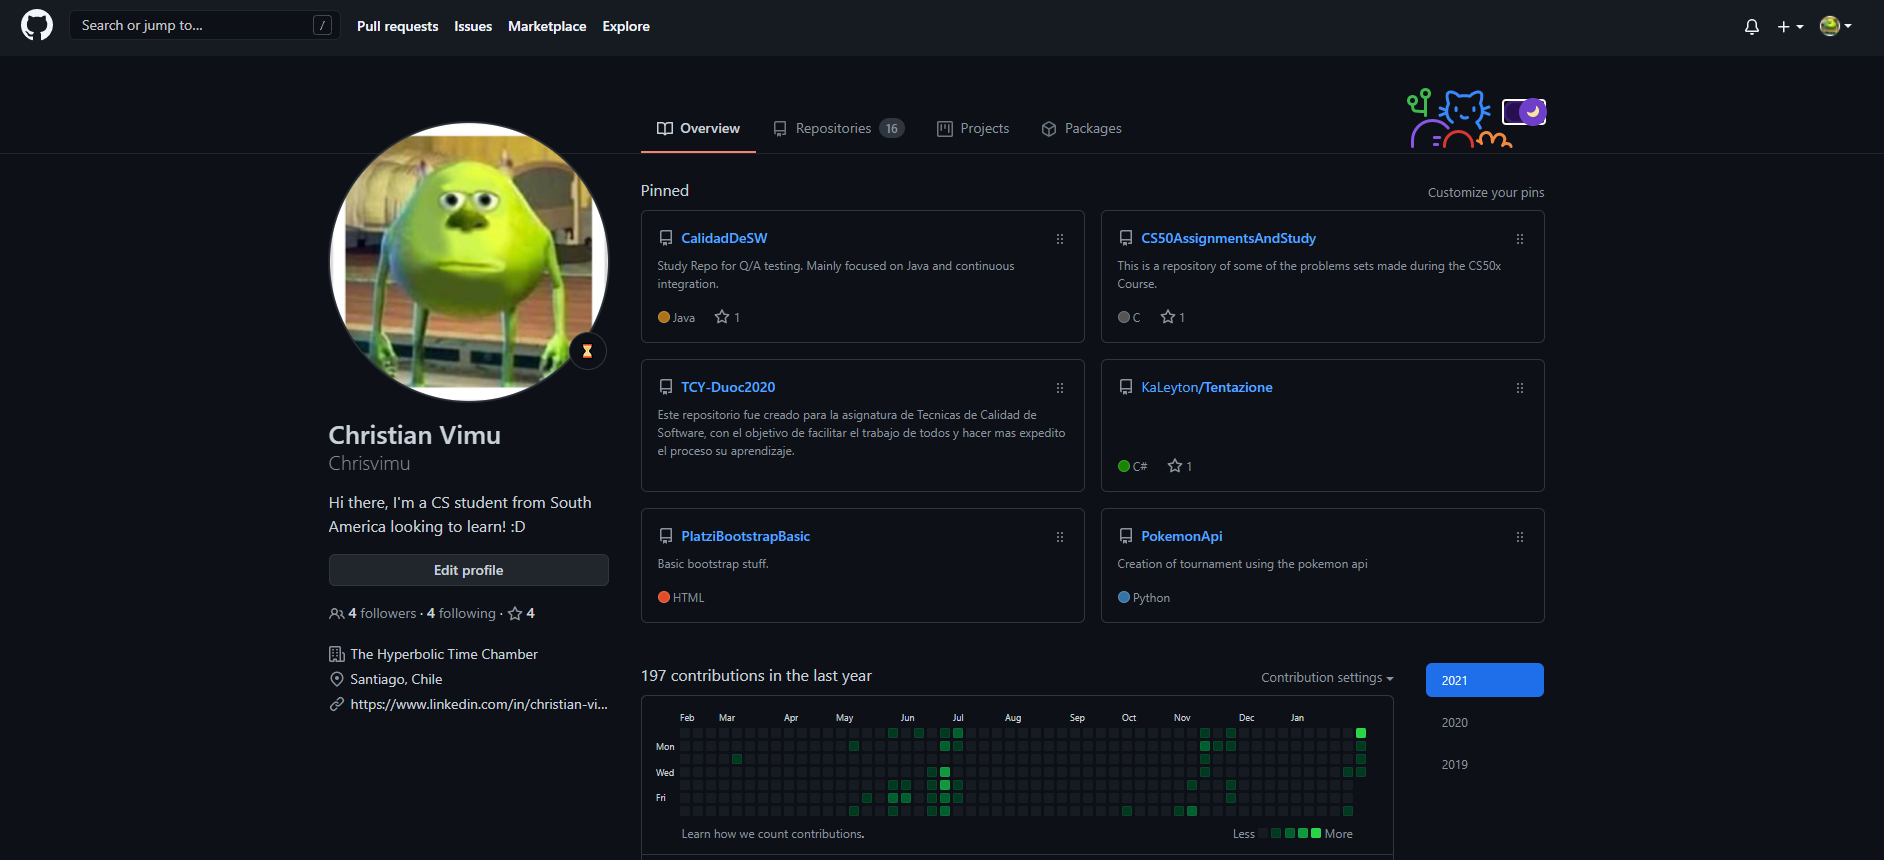 Search or jump to...
/
Pull requests
Issues
Marketplace
Explore
Overview
Repositories 16
Projects
Packages
Christian Vimu
Chrisvimu
Hi there, I'm a CS student from South
America looking to learn! :D
Edit profile
4 followers · 4 following · 4
The Hyperbolic Time Chamber
Santiago, Chile
https://www.linkedin.com/in/christian-vi...
Pinned
Customize your pins
CalidadDeSW
Study Repo for Q/A testing. Mainly focused on Java and continuous
integration.
Java 1
CS50AssignmentsAndStudy
This is a repository of some of the problems sets made during the CS50x
Course.
C 1
TCY-Duoc2020
Este repositorio fue creado para la asignatura de Tecnicas de Calidad de
Software, con el objetivo de facilitar el trabajo de todos y hacer mas expedito
el proceso su aprendizaje.
KaLeyton/Tentazione
C# 1
PlatziBootstrapBasic
Basic bootstrap stuff.
HTML
PokemonApi
Creation of tournament using the pokemon api
Python
197 contributions in the last year
Contribution settings
2021
2020
2019
Feb Mar Apr May Jun Jul Aug Sep Oct Nov Dec Jan
Mon
Wed
Fri
Learn how we count contributions.
Less More